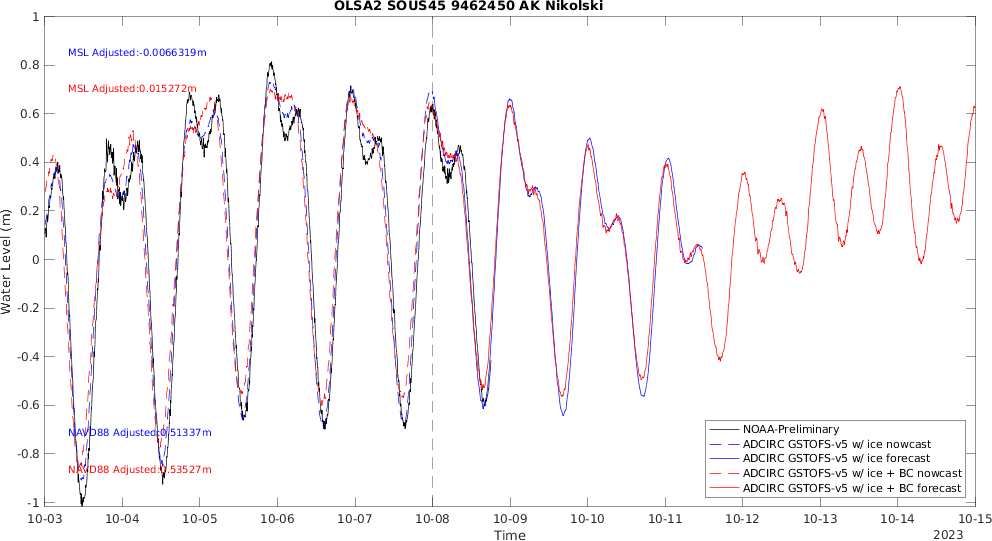 OLSA2 SOUS45 9462450 AK Nikolski
1
0.8
0.6
0.4
0.2
0
-0.2
-0.4
-0.6
-0.8
-1
Water Level (m)
MSL Adjusted:-0.0066319m
MSL Adjusted:0.015272m
NAVD88 Adjusted:0.51337m
NAVD88 Adjusted:0.53527m
NOAA-Preliminary
ADCIRC GSTOFS-v5 w/ ice nowcast
ADCIRC GSTOFS-v5 w/ ice forecast
ADCIRC GSTOFS-v5 w/ ice + BC nowcast
ADCIRC GSTOFS-v5 w/ ice + BC forecast
10-03 10-04 10-05 10-06 10-07 10-08 10-09 10-10 10-11 10-12 10-13 10-14 10-15
Time
2023